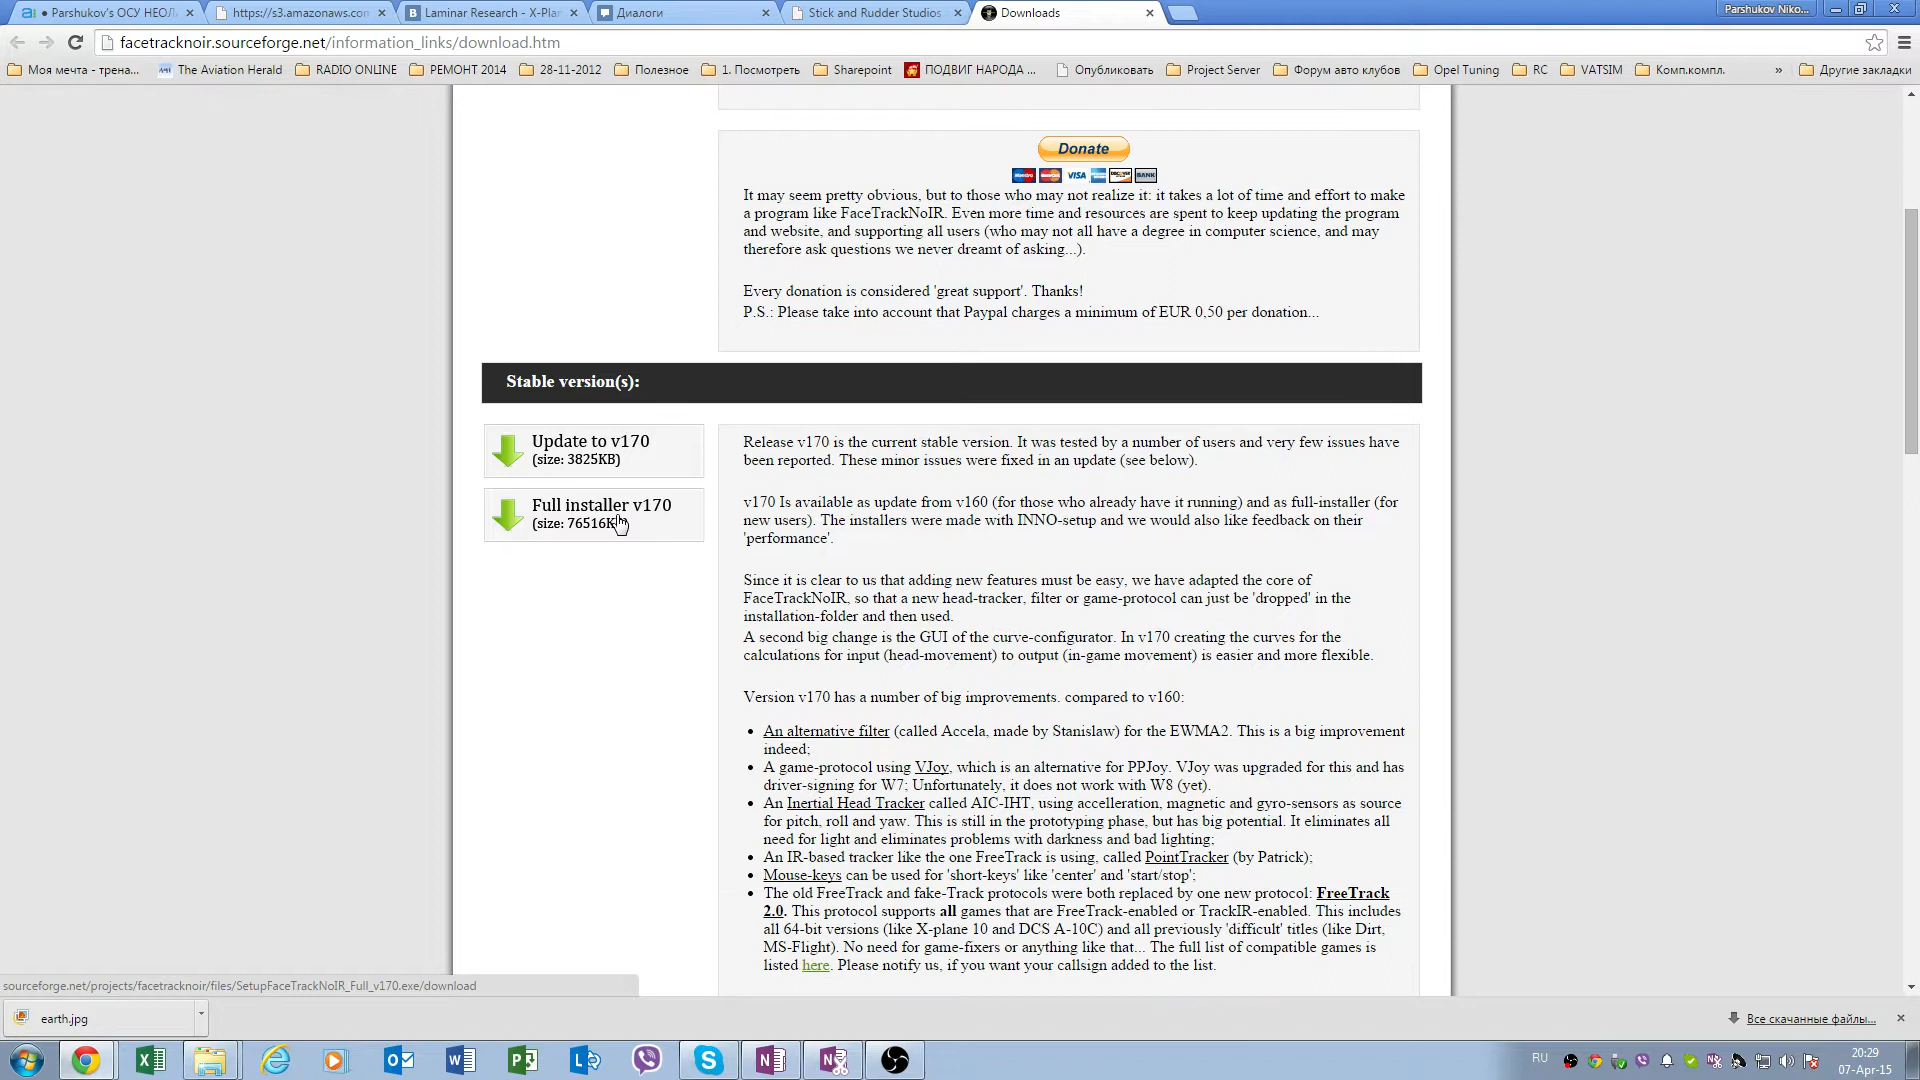 Parshukov's ОСУ НЕОЛ
https://s3.amazonaws.com
Laminar Research - X-Plan
Диалоги
Stick and Rudder Studios
Downloads
Parshukov Niko...
facetracknoir.sourceforge.net/information_links/download.htm
Моя мечта - трена...
The Aviation Herald
RADIO ONLINE
РЕМОНТ 2014
28-11-2012
Полезное
1. Посмотреть
Sharepoint
ПОДВИГ НАРОДА ...
Опубликовать
Project Server
Форум авто клубов
Opel Tuning
RC
VATSIM
Комп.компл.
»
Другие закладки
Donate
VISA
BANK
It may seem pretty obvious, but to those who may not realize it: it takes a lot of time and effort to make
a program like FaceTrackNoIR. Even more time and resources are spent to keep updating the program
and website, and supporting all users (who may not all have a degree in computer science, and may
therefore ask questions we never dreamt of asking...).
Every donation is considered 'great support'. Thanks!
P.S.: Please take into account that Paypal charges a minimum of EUR 0,50 per donation...
Stable version(s):
Update to v170
(size: 3825KB)
Full installer v170
(size: 76516K
Release v170 is the current stable version. It was tested by a number of users and very few issues have
been reported. These minor issues were fixed in an update (see below).
v170 Is available as update from v160 (for those who already have it running) and as full-installer (for
new users). The installers were made with INNO-setup and we would also like feedback on their
'performance'.
Since it is clear to us that adding new features must be easy, we have adapted the core of
FaceTrackNoIR, so that a new head-tracker, filter or game-protocol can just be 'dropped' in the
installation-folder and then used.
A second big change is the GUI of the curve-configurator. In v170 creating the curves for the
calculations for input (head-movement) to output (in-game movement) is easier and more flexible.
Version v170 has a number of big improvements. compared to v160:
• An alternative filter (called Accela, made by Stanislaw) for the EWMA2. This is a big improvement
indeed;
• A game-protocol using VJoy, which is an alternative for PPJoy. VJoy was upgraded for this and has
driver-signing for W7; Unfortunately, it does not work with W8 (yet).
• An Inertial Head Tracker called AIC-IHT, using accelleration, magnetic and gyro-sensors as source
for pitch, roll and yaw. This is still in the prototyping phase, but has big potential. It eliminates all
need for light and eliminates problems with darkness and bad lighting;
• An IR-based tracker like the one FreeTrack is using, called PointTracker (by Patrick);
• Mouse-keys can be used for 'short-keys' like 'center' and 'start/stop';
• The old FreeTrack and fake-Track protocols were both replaced by one new protocol: FreeTrack
2.0. This protocol supports all games that are FreeTrack-enabled or TrackIR-enabled. This includes
all 64-bit versions (like X-plane 10 and DCS A-10C) and all previously 'difficult' titles (like Dirt,
MS-Flight). No need for game-fixers or anything like that... The full list of compatible games is
listed here. Please notify us, if you want your callsign added to the list.
sourceforge.net/projects/facetracknoir/files/SetupFaceTrackNoIR_Full_v170.exe/download
earth.jpg
Все скачанные файлы...
RU
20:29
07-Apr-15